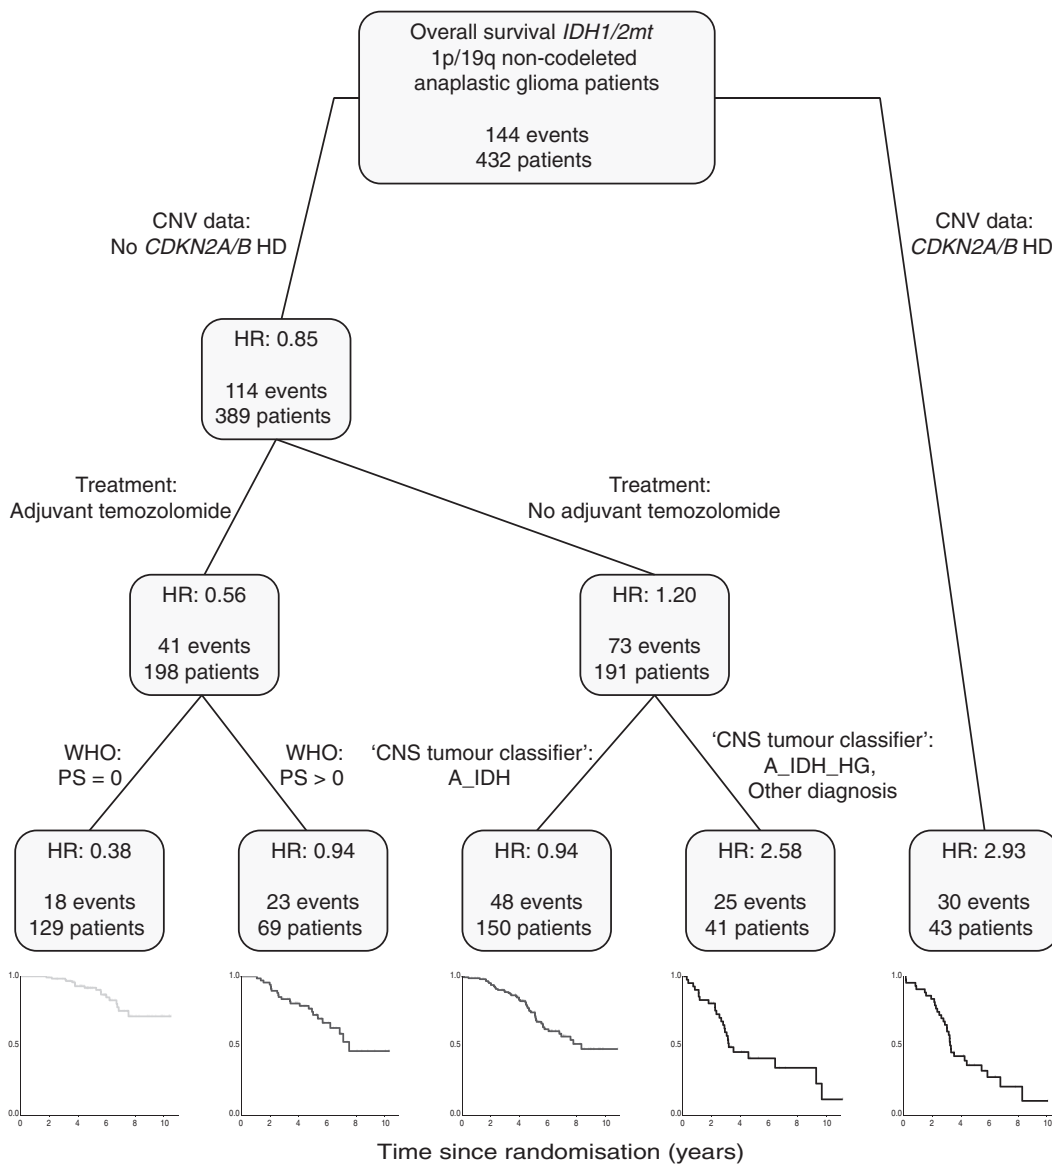 Overall survival IDH1/2mt
1p/19q non-codeleted
anaplastic glioma patients
144 events
432 patients
CNV data:
No CDKN2A/B HD
CNV data:
CDKN2A/B HD
HR: 0.85
114 events
389 patients
Treatment:
Adjuvant temozolomide
Treatment:
No adjuvant temozolomide
HR: 0.56
41 events
198 patients
HR: 1.20
73 events
191 patients
WHO:
PS = 0
WHO:
PS > 0
‘CNS tumour classifier’:
A_IDH
‘CNS tumour classifier’:
A_IDH_HG,
Other diagnosis
HR: 0.38
18 events
129 patients
HR: 0.94
23 events
69 patients
HR: 0.94
48 events
150 patients
HR: 2.58
25 events
41 patients
HR: 2.93
30 events
43 patients
1.0
0.5
0.0
0 2 4 6 8 10
1.0
0.5
0.0
0 2 4 6 8 10
1.0
0.5
0.0
0 2 4 6 8 10
1.0
0.5
0.0
0 2 4 6 8 10
1.0
0.5
0.0
0 2 4 6 8 10
Time since randomisation (years)